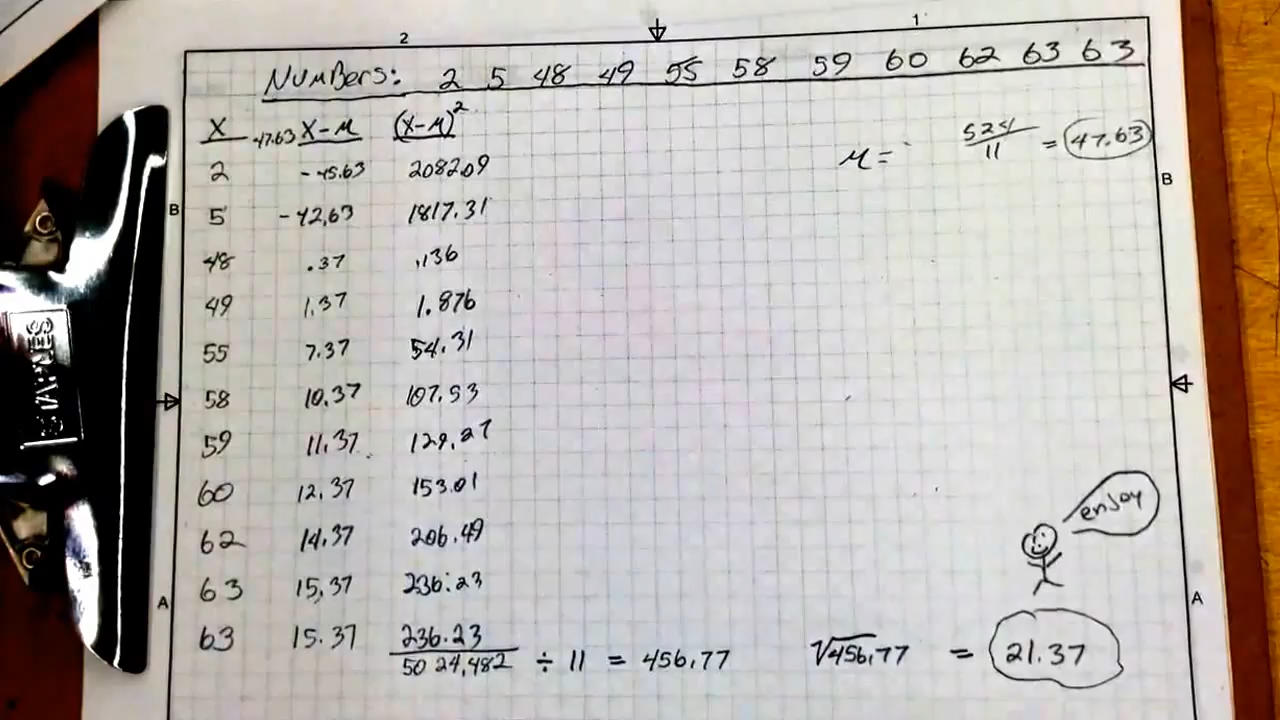 2 1
Numbers: 2 5 48 49 55 58 59 60 62 63 63
X -47.63 X-μ (X-μ)²
μ = 524/11 = 47.63
2 -45.63 2082.09
B B
5 -42.63 1817.31
48 .37 .136
49 1.37 1.876
55 7.37 54.31
58 10.37 107.53
59 11.37 129.27
60 12.37 153.01
enjoy
62 14.37 206.49
63 15.37 236.23
A A
63 15.37 236.23
5024.482 ÷ 11 = 456.77 √456.77 = 21.37